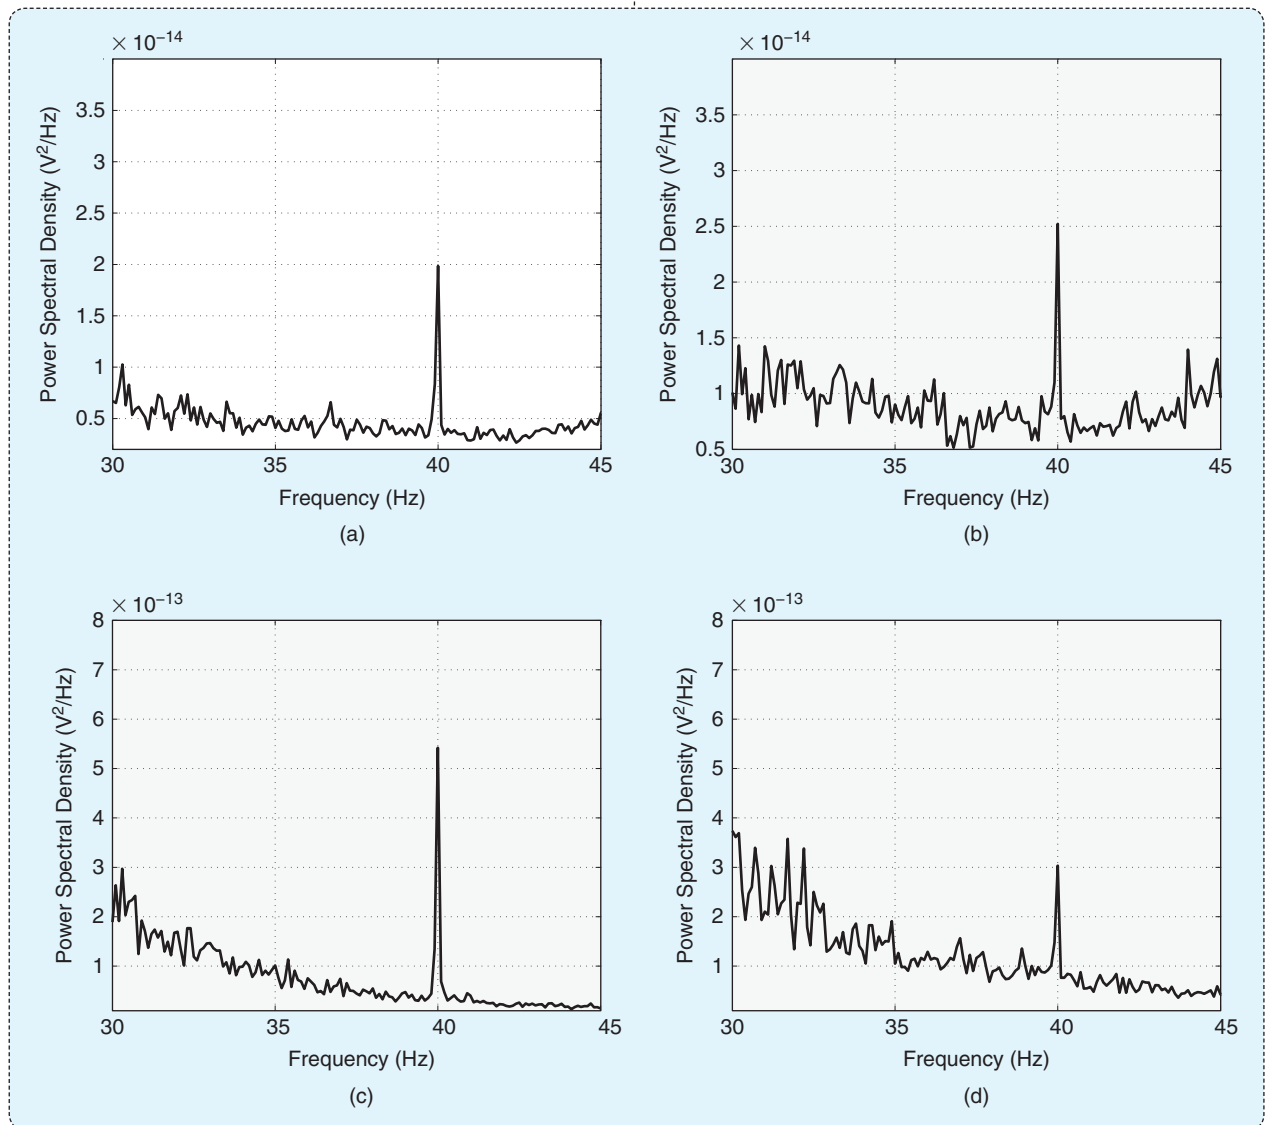 × 10⁻¹⁴
Power Spectral Density (V²/Hz)
3.5
3
2.5
2
1.5
1
0.5
30 35 40 45
Frequency (Hz)
(a)
× 10⁻¹⁴
Power Spectral Density (V²/Hz)
3.5
3
2.5
2
1.5
1
0.5
30 35 40 45
Frequency (Hz)
(b)
× 10⁻¹³
Power Spectral Density (V²/Hz)
8
7
6
5
4
3
2
1
30 35 40 45
Frequency (Hz)
(c)
× 10⁻¹³
Power Spectral Density (V²/Hz)
8
7
6
5
4
3
2
1
30 35 40 45
Frequency (Hz)
(d)